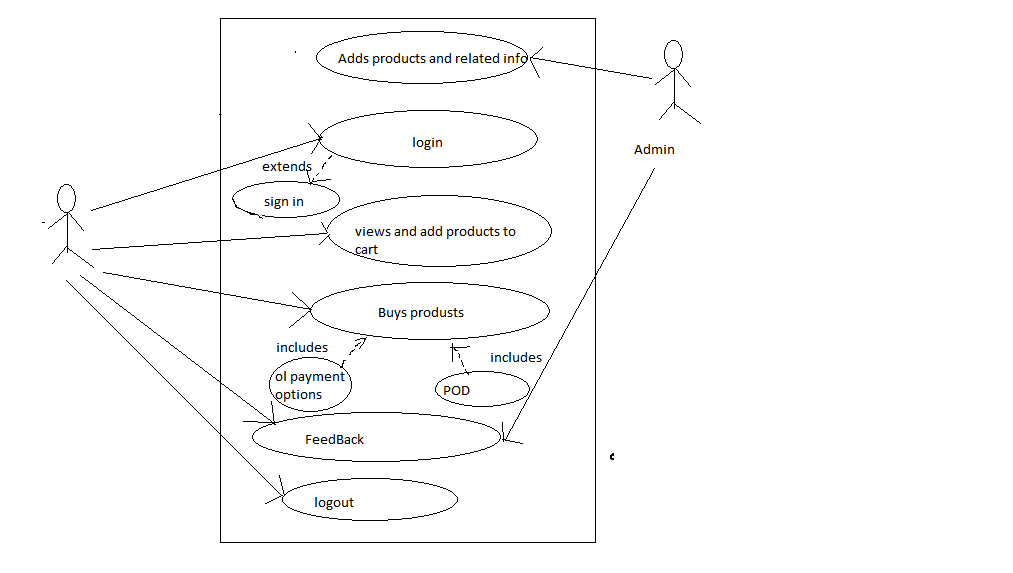 Adds products and related info
login
extends
sign in
views and add products to
cart
Buys produsts
includes
includes
ol payment
options
POD
FeedBack
logout
Admin